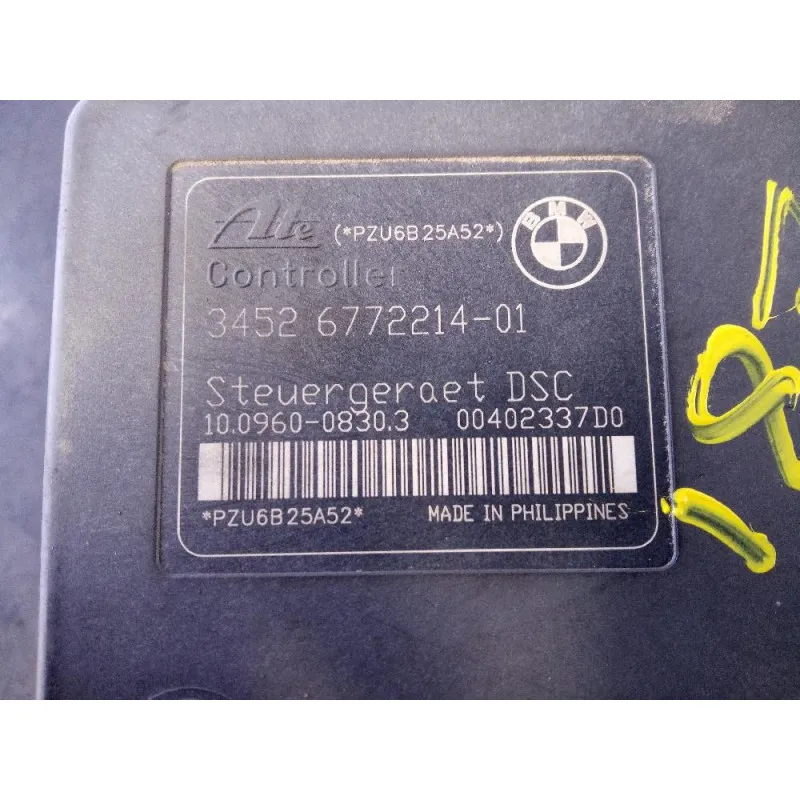 Ate (*PZU6B25A52*) BMW
Controller
3452 6772214-01
Steuergeraet DSC
10.0960-0830.3 00402337D0
*PZU6B25A52* MADE IN PHILIPPINES